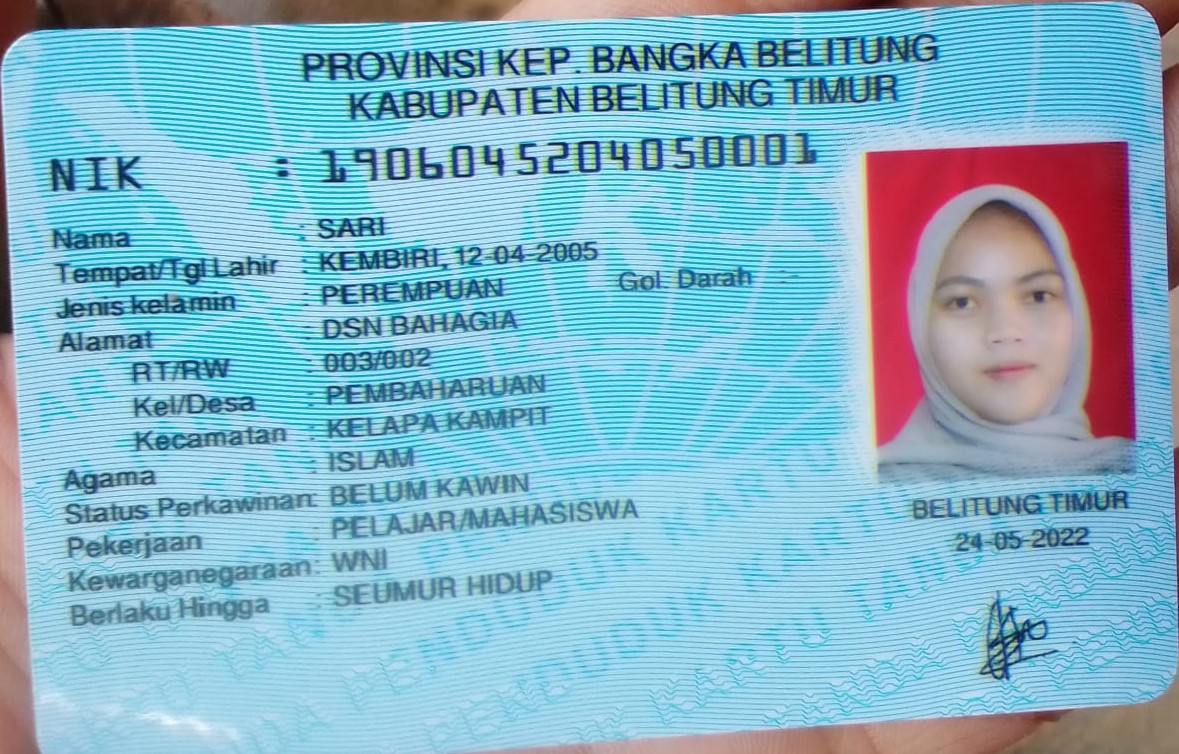 PROVINSI KEP. BANGKA BELITUNG
KABUPATEN BELITUNG TIMUR
NIK : 1906045204050001
Nama : SARI
Tempat/Tgl Lahir : KEMBIRI, 12-04-2005
Jenis kelamin : PEREMPUAN Gol. Darah : -
Alamat : DSN BAHAGIA
RT/RW : 003/002
Kel/Desa : PEMBAHARUAN
Kecamatan : KELAPA KAMPIT
Agama : ISLAM
Status Perkawinan: BELUM KAWIN
Pekerjaan : PELAJAR/MAHASISWA
Kewarganegaraan: WNI
Berlaku Hingga : SEUMUR HIDUP
BELITUNG TIMUR
24-05-2022